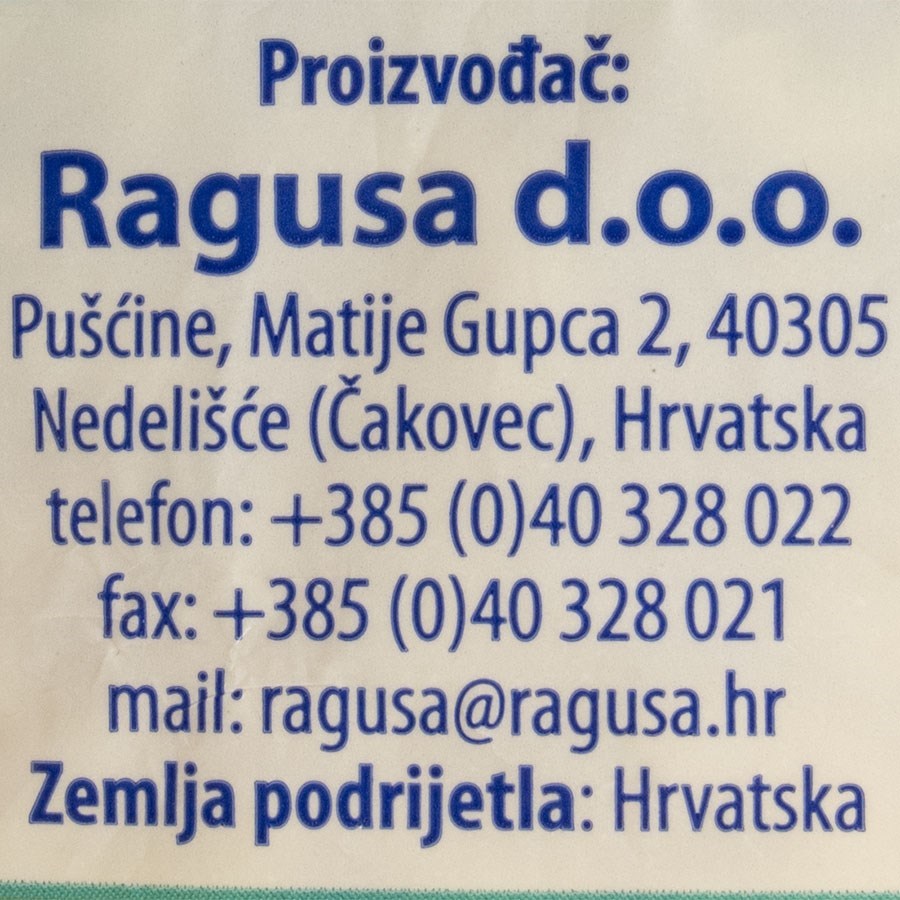 Proizvođač:
Ragusa d.o.o.
Pušćine, Matije Gupca 2, 40305
Nedelišće (Čakovec), Hrvatska
telefon: +385 (0)40 328 022
fax: +385 (0)40 328 021
mail: ragusa@ragusa.hr
Zemlja podrijetla: Hrvatska